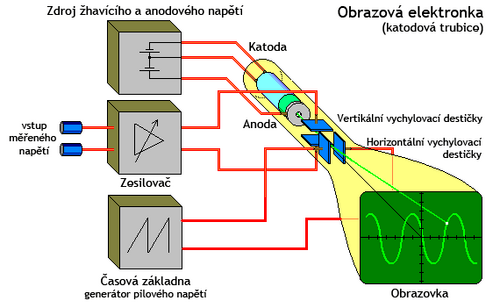 Zdroj žhavícího a anodového napětí
Obrazová elektronka
(katodová trubice)
Katoda
Anoda
Vertikální vychylovací
destičky
Horizontální vychylovací
destičky
vstup
měřeného
napětí
Zesilovač
Časová základna
generátor pilového napětí
Obrazovka